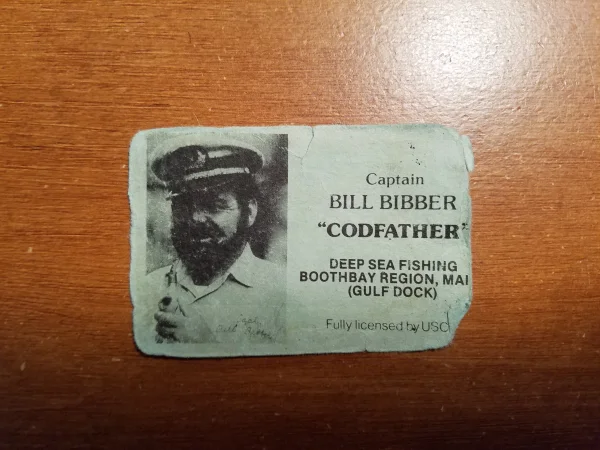 Captain
BILL BIBBER
"CODFATHER"
DEEP SEA FISHING
BOOTHBAY REGION, MAI
(GULF DOCK)
Fully licensed by USC